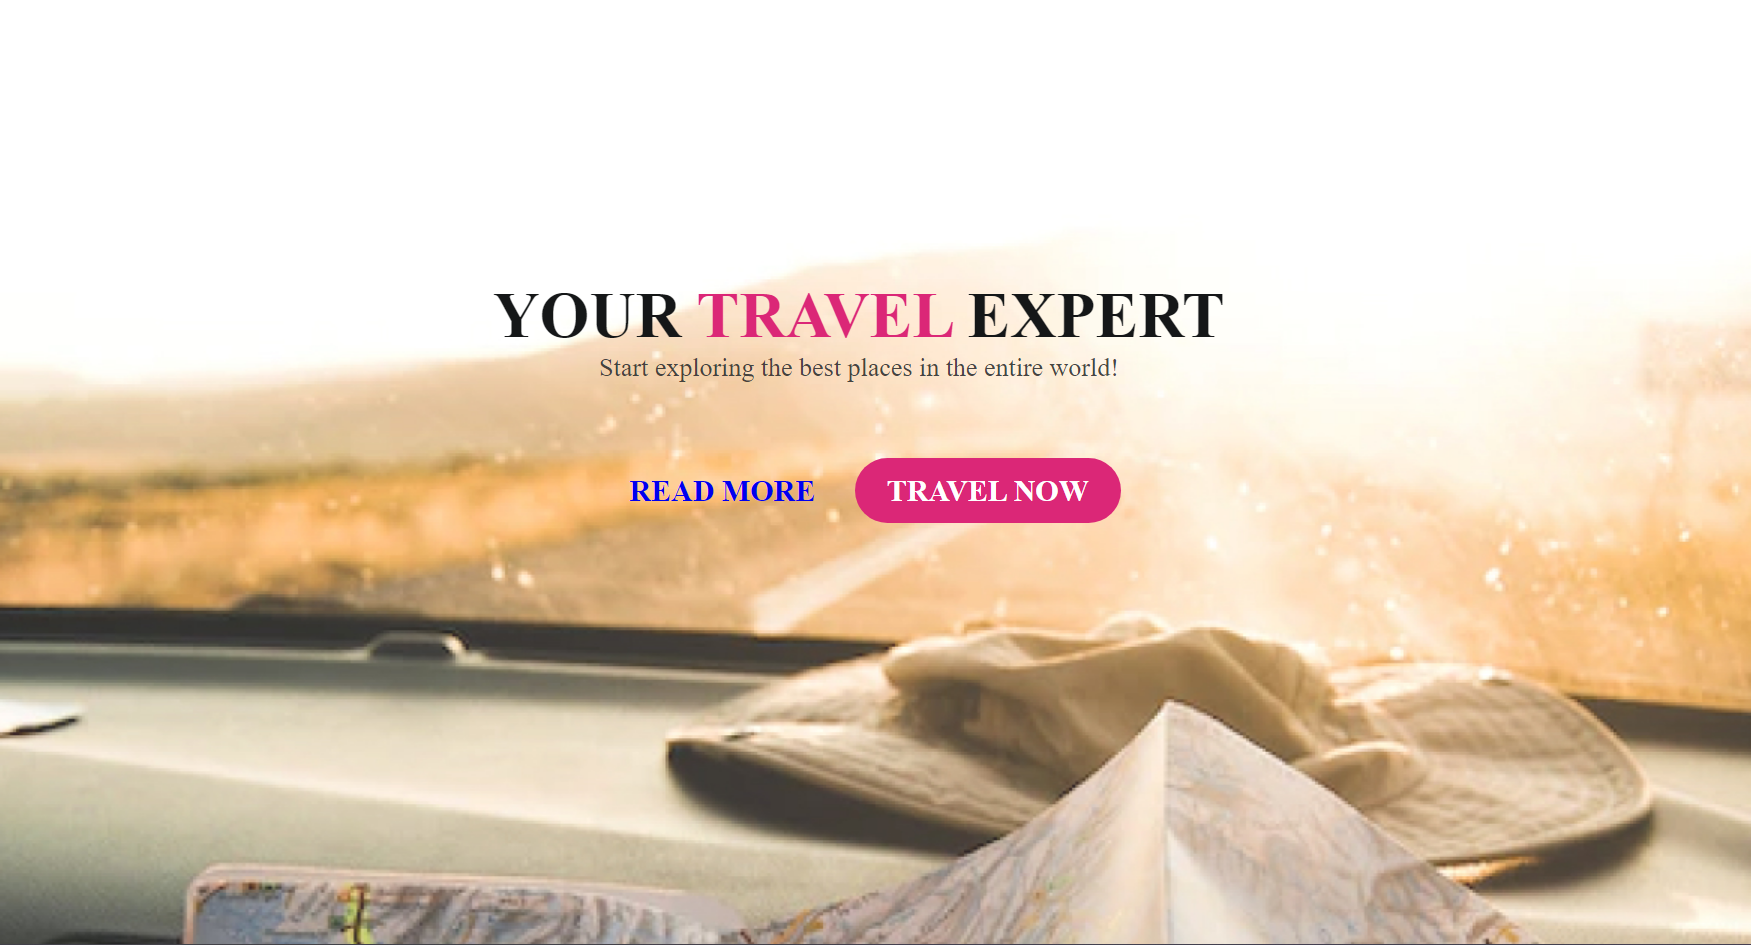 YOUR TRAVEL EXPERT
Start exploring the best places in the entire world!
READ MORE
TRAVEL NOW